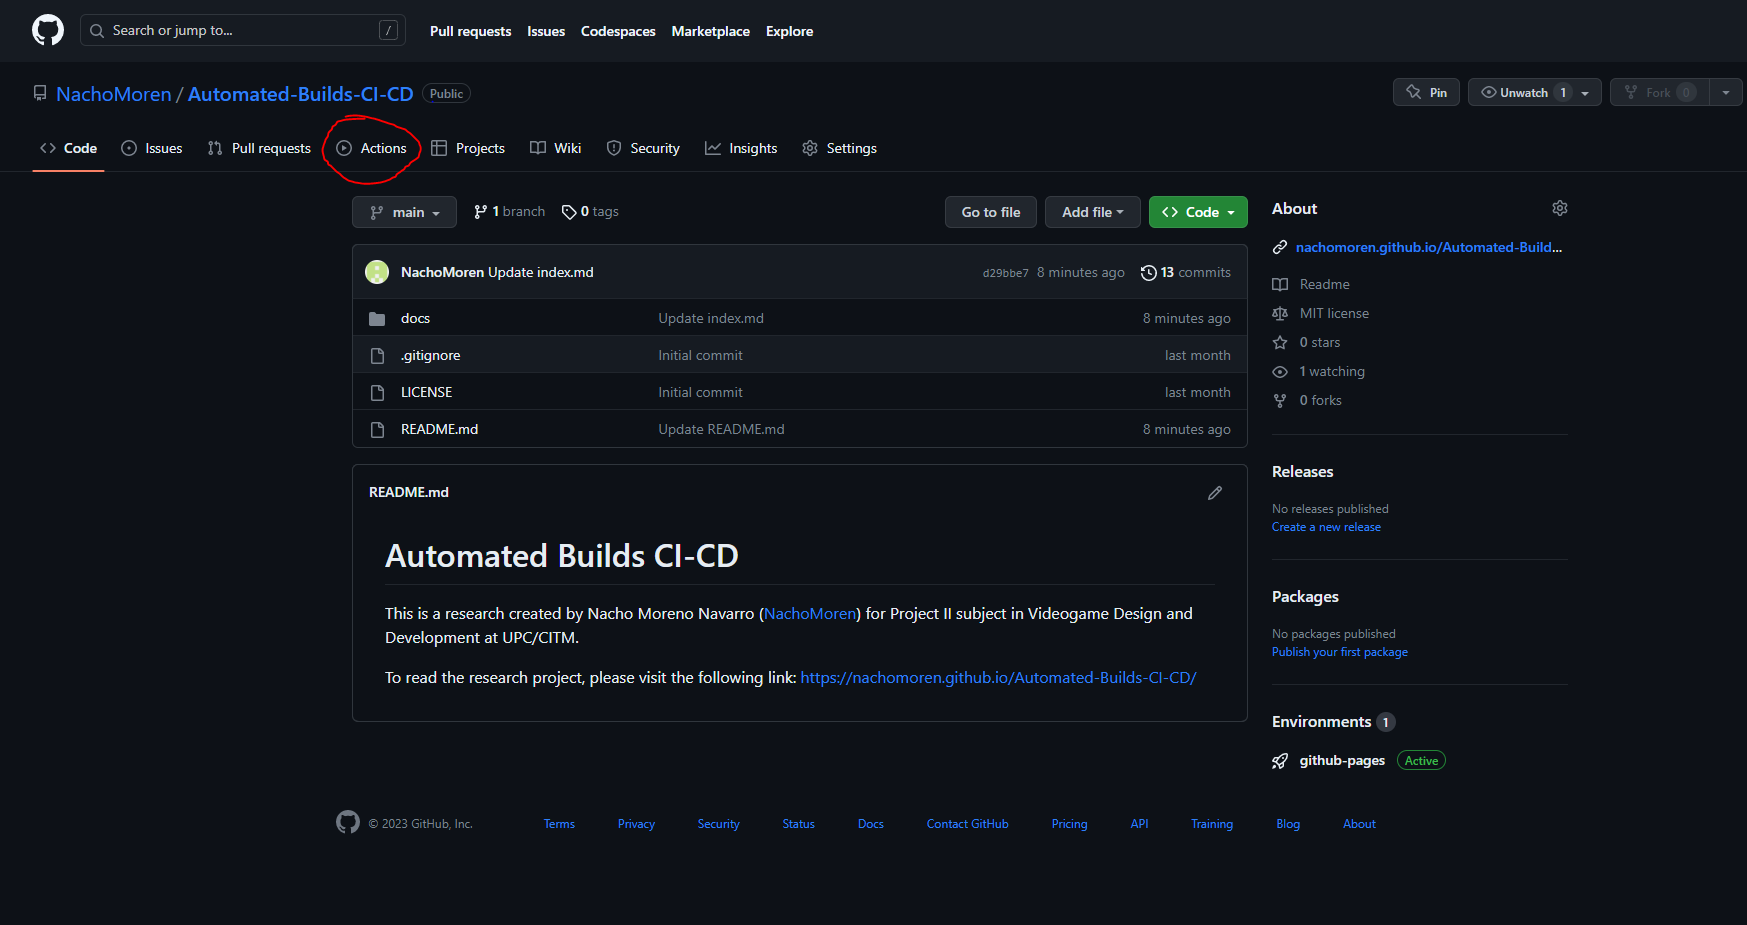 Search or jump to... / Pull requests Issues Codespaces Marketplace Explore
NachoMoren / Automated-Builds-CI-CD Public Pin Unwatch 1 Fork 0
Code Issues Pull requests Actions Projects Wiki Security Insights Settings
main 1 branch 0 tags Go to file Add file Code
NachoMoren Update index.md d29bbe7 8 minutes ago 13 commits
docs Update index.md 8 minutes ago
.gitignore Initial commit last month
LICENSE Initial commit last month
README.md Update README.md 8 minutes ago
README.md
Automated Builds CI-CD
This is a research created by Nacho Moreno Navarro (NachoMoren) for Project II subject in Videogame Design and
Development at UPC/CITM.
To read the research project, please visit the following link: https://nachomoren.github.io/Automated-Builds-CI-CD/
About
nachomoren.github.io/Automated-Build...
Readme
MIT license
0 stars
1 watching
0 forks
Releases
No releases published
Create a new release
Packages
No packages published
Publish your first package
Environments 1
github-pages Active
© 2023 GitHub, Inc. Terms Privacy Security Status Docs Contact GitHub Pricing API Training Blog About